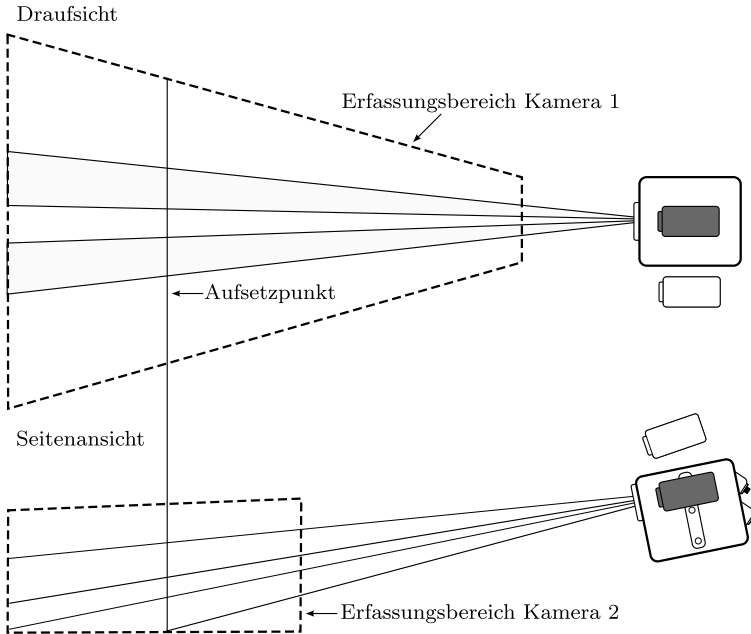 Draufsicht
Erfassungsbereich Kamera 1
Aufsetzpunkt
Seitenansicht
Erfassungsbereich Kamera 2